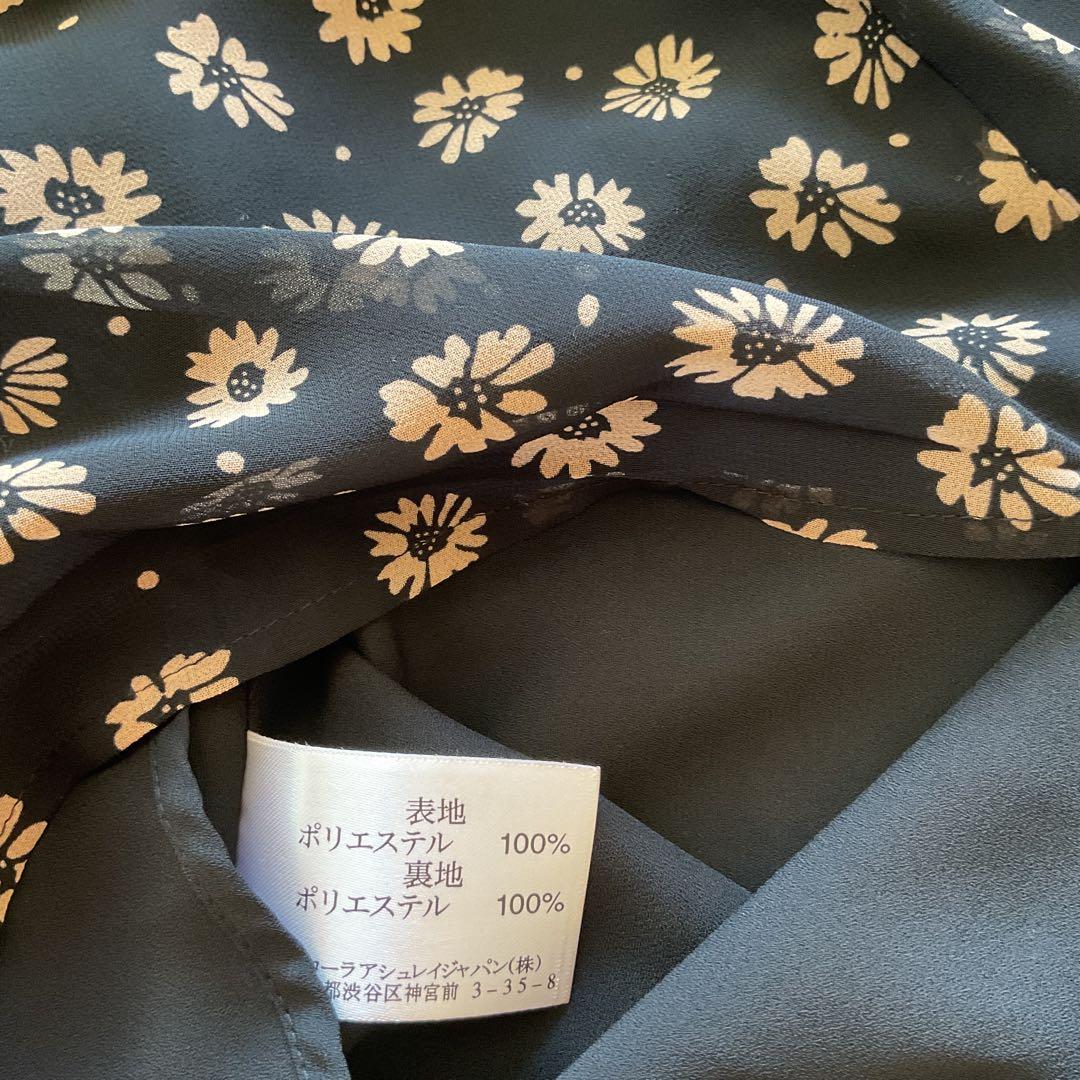 表地
ポリエステル 100%
裏地
ポリエステル 100%
ーラアシュレイジャパン(株)
都渋谷区神宮前 3-35-8